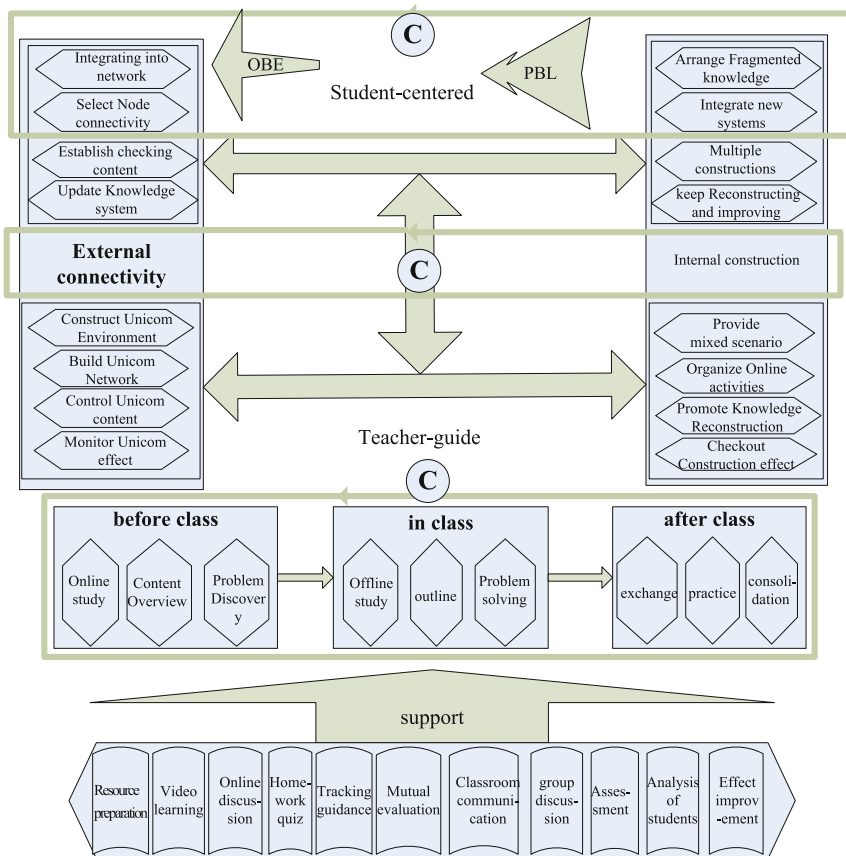 C
Integrating into
network
OBE
PBL
Student-centered
Arrange Fragmented
knowledge
Select Node
connectivity
Integrate new
systems
Establish checking
content
Multiple
constructions
Update Knowledge
system
keep Reconstructing
and improving
External
connectivity
C
Internal construction
Construct Unicom
Environment
Provide
mixed scenario
Build Unicom
Network
Organize Online
activities
Control Unicom
content
Promote Knowledge
Reconstruction
Monitor Unicom
effect
Checkout
Construction effect
Teacher-guide
C
before class
Online
study
Content
Overview
Problem
Discover
y
in class
Offline
study
outline
Problem
solving
after class
exchange
practice
consoli-
dation
support
Resource
preparation
Video
learning
Online
discus-
sion
Home-
work
quiz
Tracking
guidance
Mutual
evaluation
Classroom
communi-
cation
group
discus-
sion
Asses-
sment
Analysis
of
students
Effect
improv
-ement